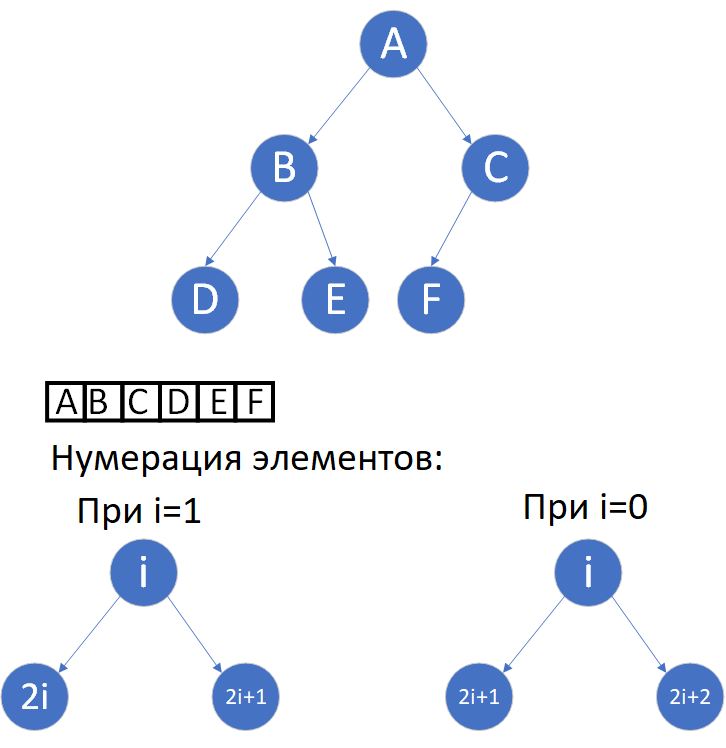 A
B C
D E F
A B C D E F
Нумерация элементов:
При i=1 При i=0
i i
2i 2i+1 2i+1 2i+2